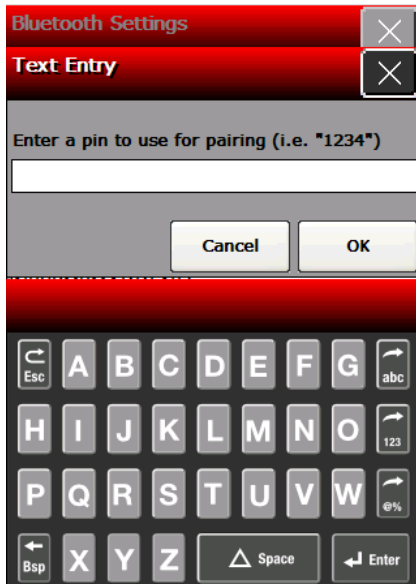 Bluetooth Settings
Text Entry
Enter a pin to use for pairing (i.e. "1234")
Cancel OK
Esc A B C D E F G abc
H I J K L M N O 123
P Q R S T U V W @%
Bsp X Y Z Space Enter